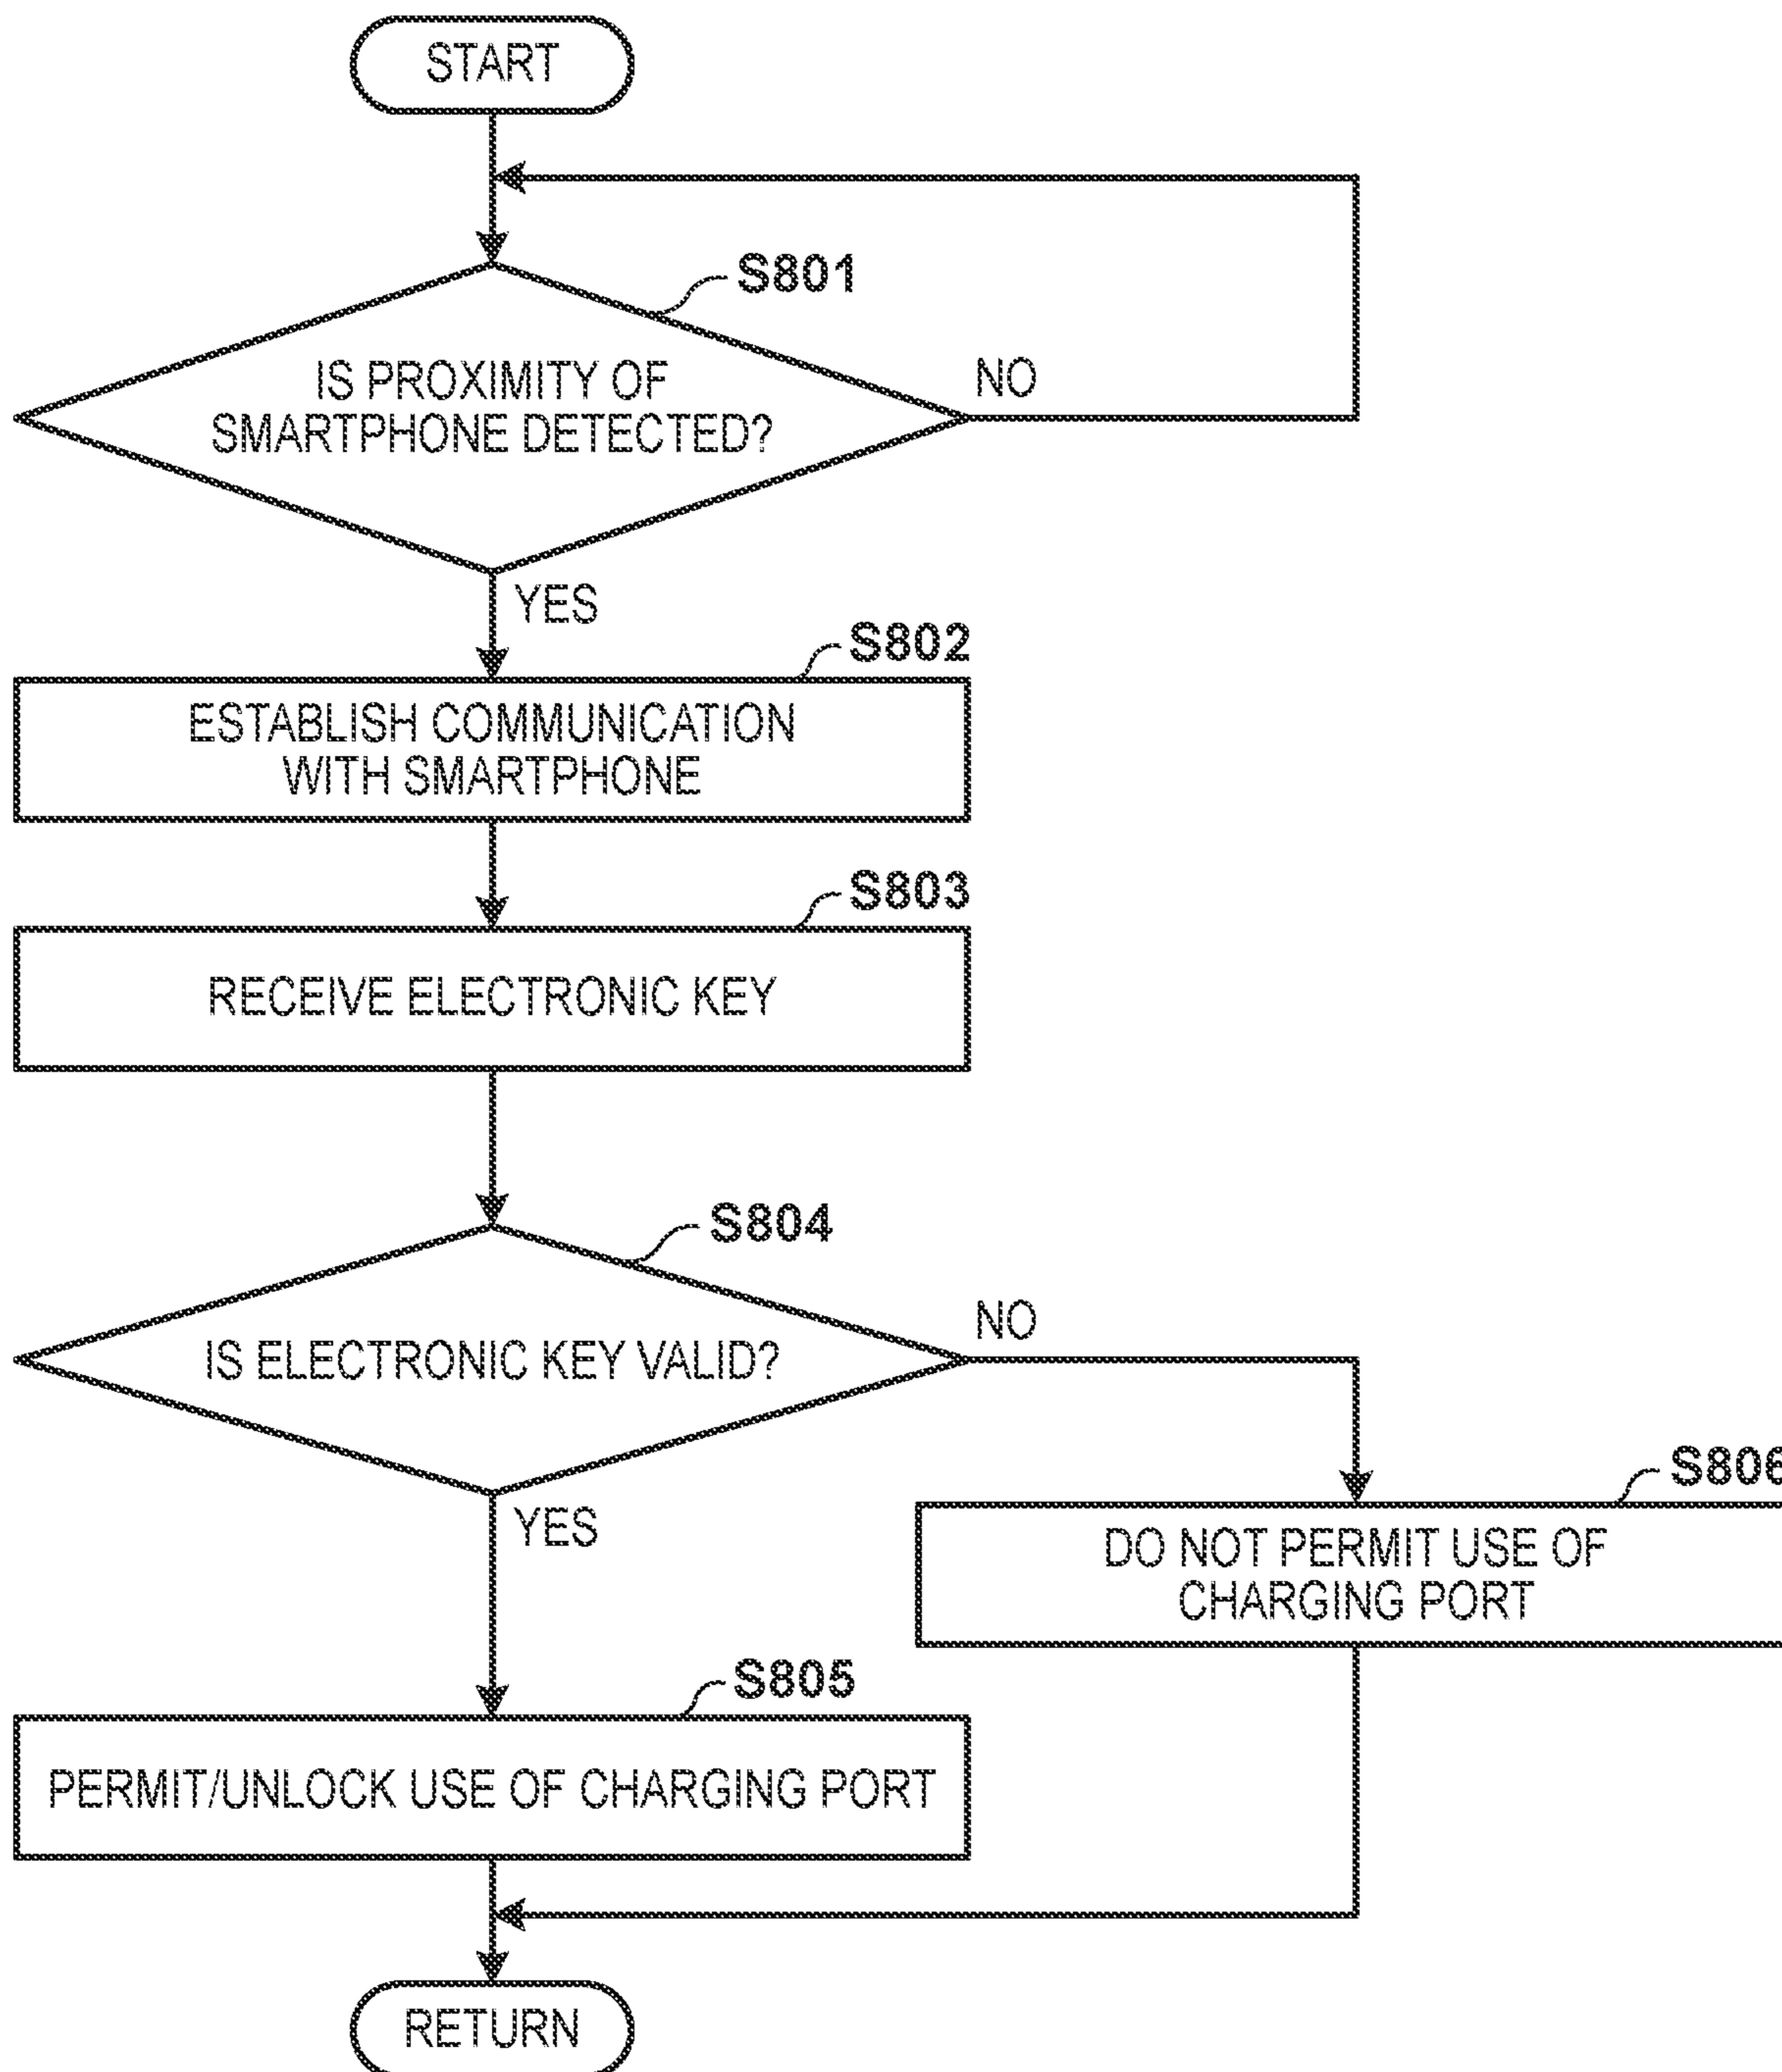 START
S801
IS PROXIMITY OF
SMARTPHONE DETECTED?
NO
YES
S802
ESTABLISH COMMUNICATION
WITH SMARTPHONE
S803
RECEIVE ELECTRONIC KEY
S804
IS ELECTRONIC KEY VALID?
NO
YES
S806
DO NOT PERMIT USE OF
CHARGING PORT
S805
PERMIT/UNLOCK USE OF CHARGING PORT
RETURN